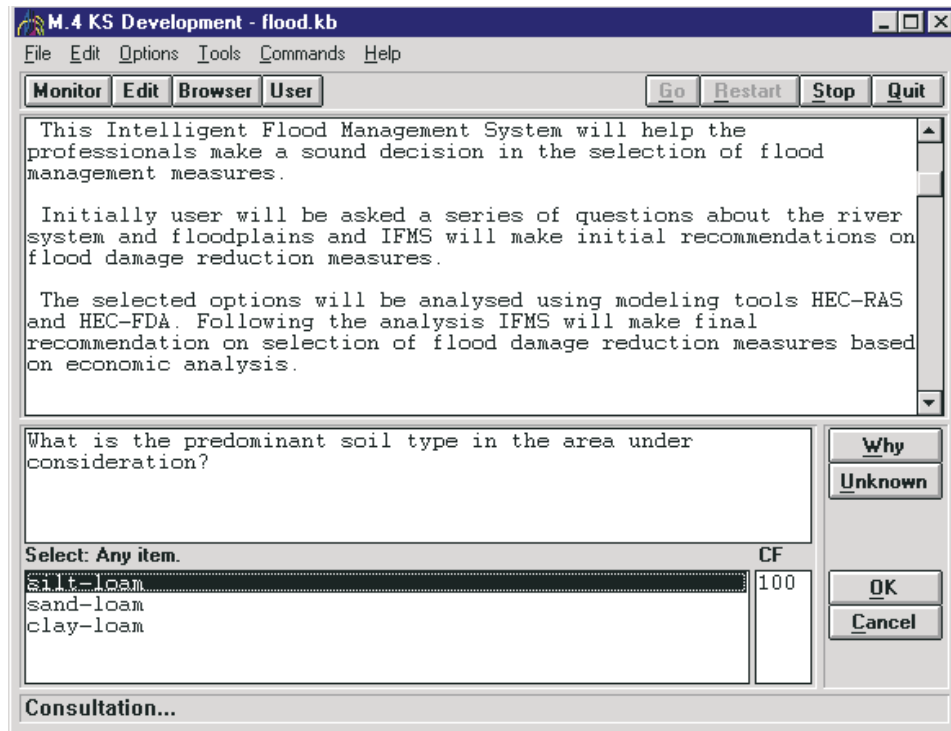 M.4 KS Development - flood.kb
File Edit Options Tools Commands Help
Monitor Edit Browser User Go Restart Stop Quit
This Intelligent Flood Management System will help the
professionals make a sound decision in the selection of flood
management measures.
Initially user will be asked a series of questions about the river
system and floodplains and IFMS will make initial recommendations on
flood damage reduction measures.
The selected options will be analysed using modeling tools HEC-RAS
and HEC-FDA. Following the analysis IFMS will make final
recommendation on selection of flood damage reduction measures based
on economic analysis.
What is the predominant soil type in the area under
consideration?
Why
Unknown
Select: Any item. CF
silt-loam 100
sand-loam
clay-loam
OK
Cancel
Consultation...